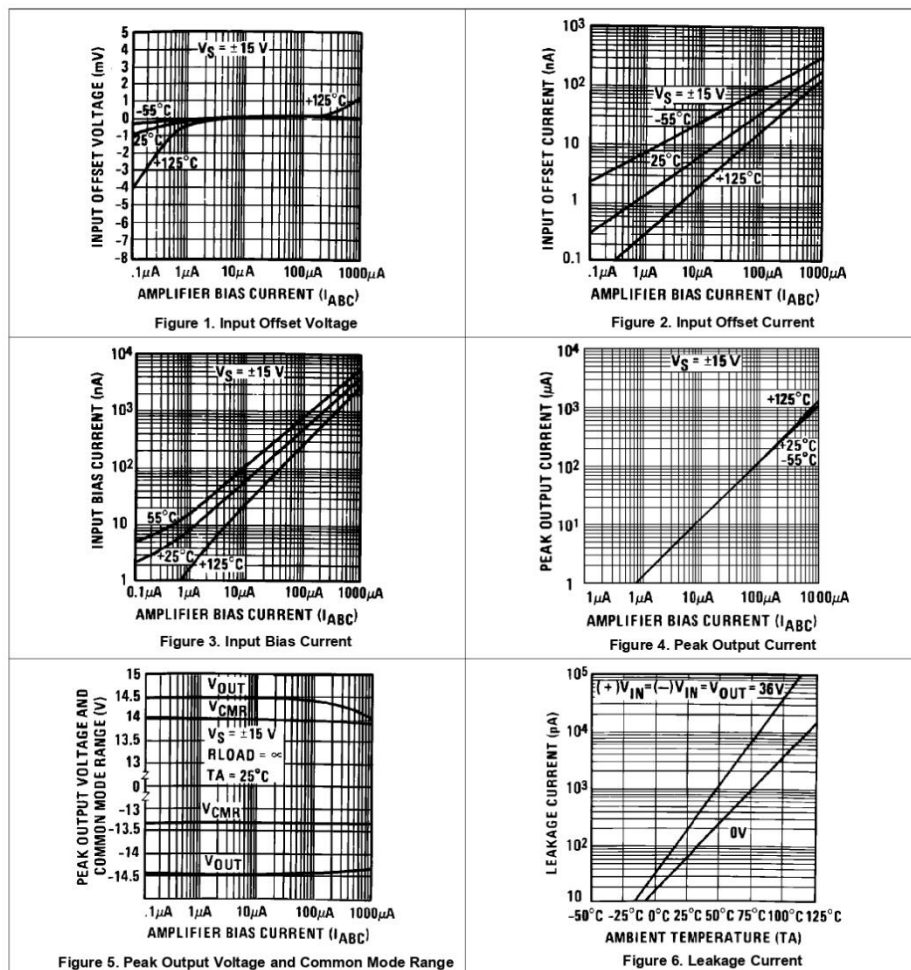 5
4
3
2
1
0
-1
-2
-3
-4
-5
-6
-7
-8
INPUT OFFSET VOLTAGE (mV)
VS = ±15 V
-55°C
25°C
+125°C
+125°C
.1µA 1µA 10µA 100µA 1000µA
AMPLIFIER BIAS CURRENT (IABC)
Figure 1. Input Offset Voltage
10³
10²
10
1
0.1
INPUT OFFSET CURRENT (nA)
VS = ±15 V
-55°C
25°C
+125°C
.1µA 1µA 10µA 100µA 1000µA
AMPLIFIER BIAS CURRENT (IABC)
Figure 2. Input Offset Current
10⁴
10³
10²
10
1
INPUT BIAS CURRENT (nA)
VS = ±15 V
55°C
+25°C
+125°C
0.1µA 1µA 10µA 100µA 1000µA
AMPLIFIER BIAS CURRENT (IABC)
Figure 3. Input Bias Current
10⁴
10³
10²
10¹
1
PEAK OUTPUT CURRENT (µA)
VS = ±15 V
+125°C
+25°C
-55°C
1µA 1µA 10µA 100µA 1000µA
AMPLIFIER BIAS CURRENT (IABC)
Figure 4. Peak Output Current
15
14.5
14
13.5
13
0
-13
-13.5
-14
-14.5
PEAK OUTPUT VOLTAGE AND
COMMON MODE RANGE (V)
VOUT
VCMR
VS = ±15 V
RLOAD = ∞
TA = 25°C
VCMR
VOUT
.1µA 1µA 10µA 100µA 1000µA
AMPLIFIER BIAS CURRENT (IABC)
Figure 5. Peak Output Voltage and Common Mode Range
10⁵
10⁴
10³
10²
10
LEAKAGE CURRENT (pA)
(+)VIN=(—)VIN=VOUT = 36V
0V
-50°C -25°C 0°C 25°C 50°C 75°C 100°C 125°C
AMBIENT TEMPERATURE (TA)
Figure 6. Leakage Current